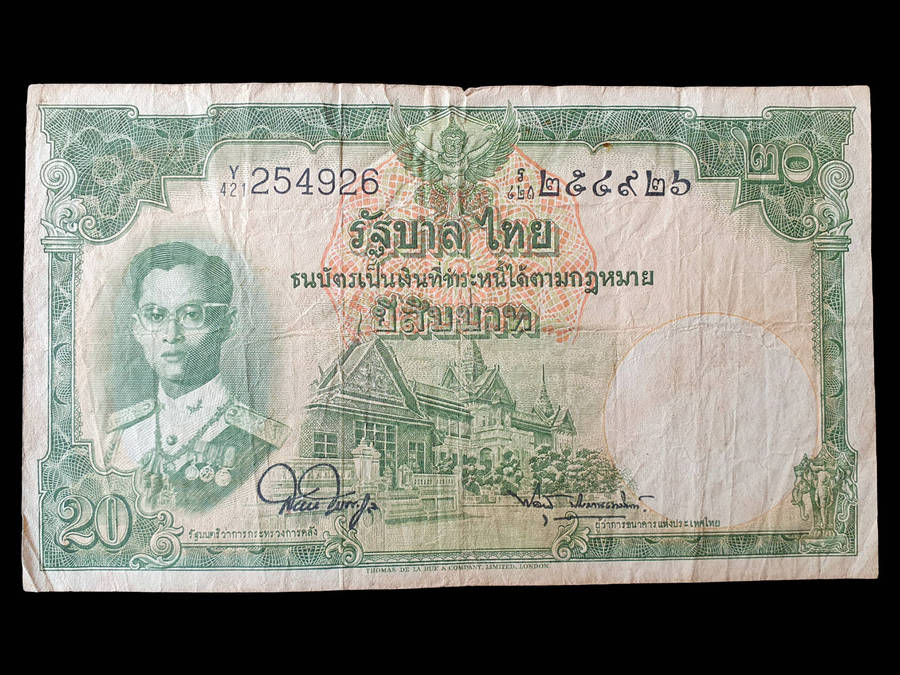 ๒๐
Y/421 254926
ร/๔๒๑ ๒๕๔๙๒๖
รัฐบาลไทย
ธนบัตรเป็นเงินที่ชำระหนี้ได้ตามกฎหมาย
ยี่สิบบาท
20
รัฐมนตรีว่าการกระทรวงการคลัง
ผู้ว่าการธนาคารแห่งประเทศไทย
THOMAS DE LA RUE & COMPANY, LIMITED, LONDON.